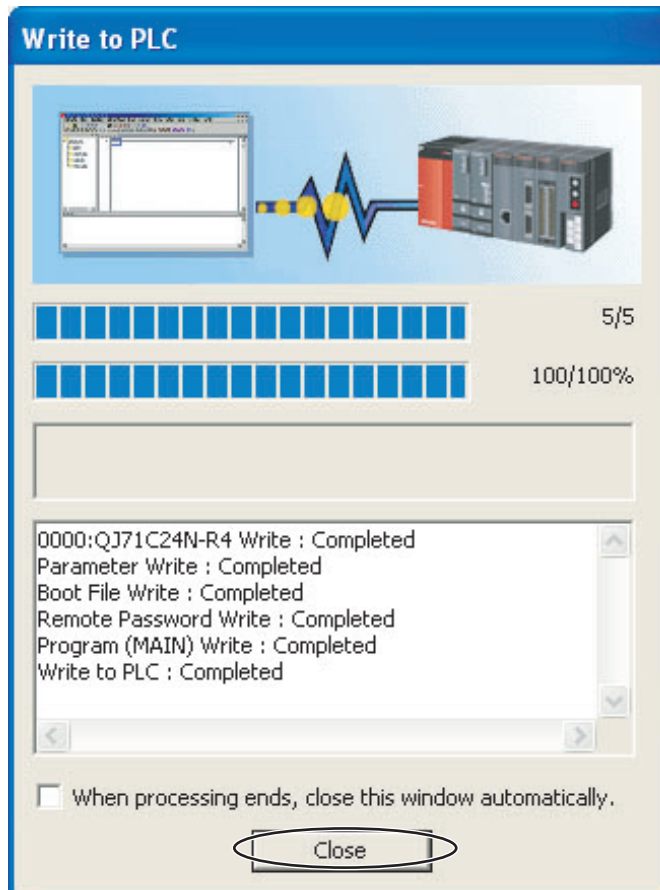 Write to PLC
5/5
100/100%
0000:QJ71C24N-R4 Write : Completed
Parameter Write : Completed
Boot File Write : Completed
Remote Password Write : Completed
Program (MAIN) Write : Completed
Write to PLC : Completed
When processing ends, close this window automatically.
Close